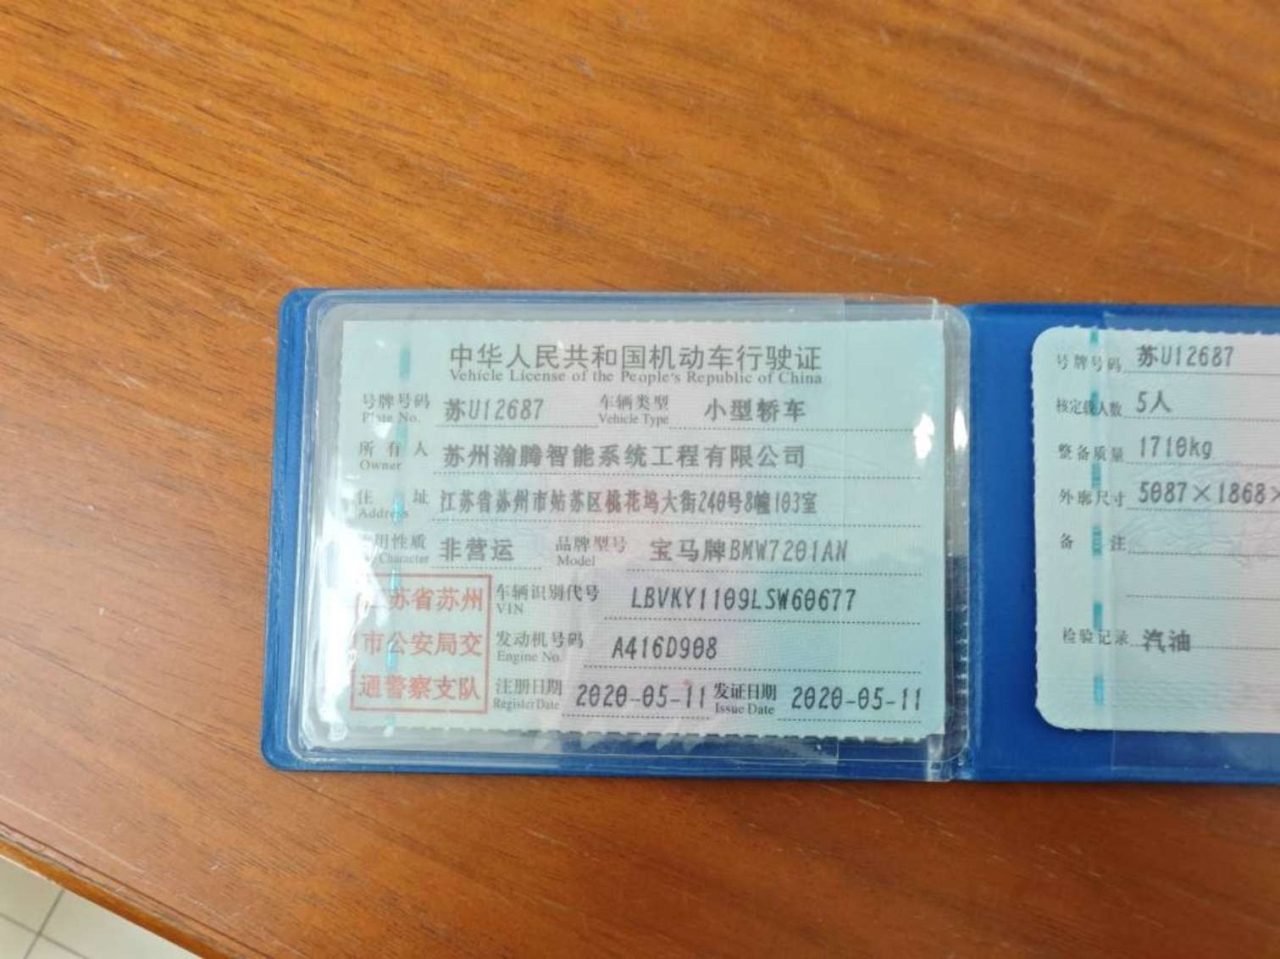 中华人民共和国机动车行驶证
Vehicle License of the People's Republic of China
号牌号码 苏U12687 车辆类型 小型轿车
Plate No. Vehicle Type
所有人 苏州瀚腾智能系统工程有限公司
Owner
住址 江苏省苏州市姑苏区桃花坞大街240号8幢103室
Address
用性质 非营运 品牌型号 宝马牌BMW7201AN
Character Model
车辆识别代号 LBVKY1109LSW60677
VIN
发动机号码 A416D908
Engine No.
注册日期 2020-05-11 发证日期 2020-05-11
Register Date Issue Date
江苏省苏州
市公安局交
通警察支队
号牌号码 苏U12687
核定载人数 5人
整备质量 1710kg
外廓尺寸 5087×1868×
备注
检验记录 汽油